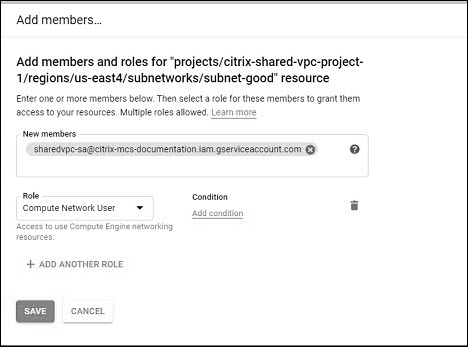 Add members...
Add members and roles for "projects/citrix-shared-vpc-project-
1/regions/us-east4/subnetworks/subnet-good" resource
Enter one or more members below. Then select a role for these members to grant them
access to your resources. Multiple roles allowed. Learn more
New members
sharedvpc-sa@citrix-mcs-documentation.iam.gserviceaccount.com
Role
Condition
Compute Network User
Add condition
Access to use Compute Engine networking
resources.
+ ADD ANOTHER ROLE
SAVE
CANCEL